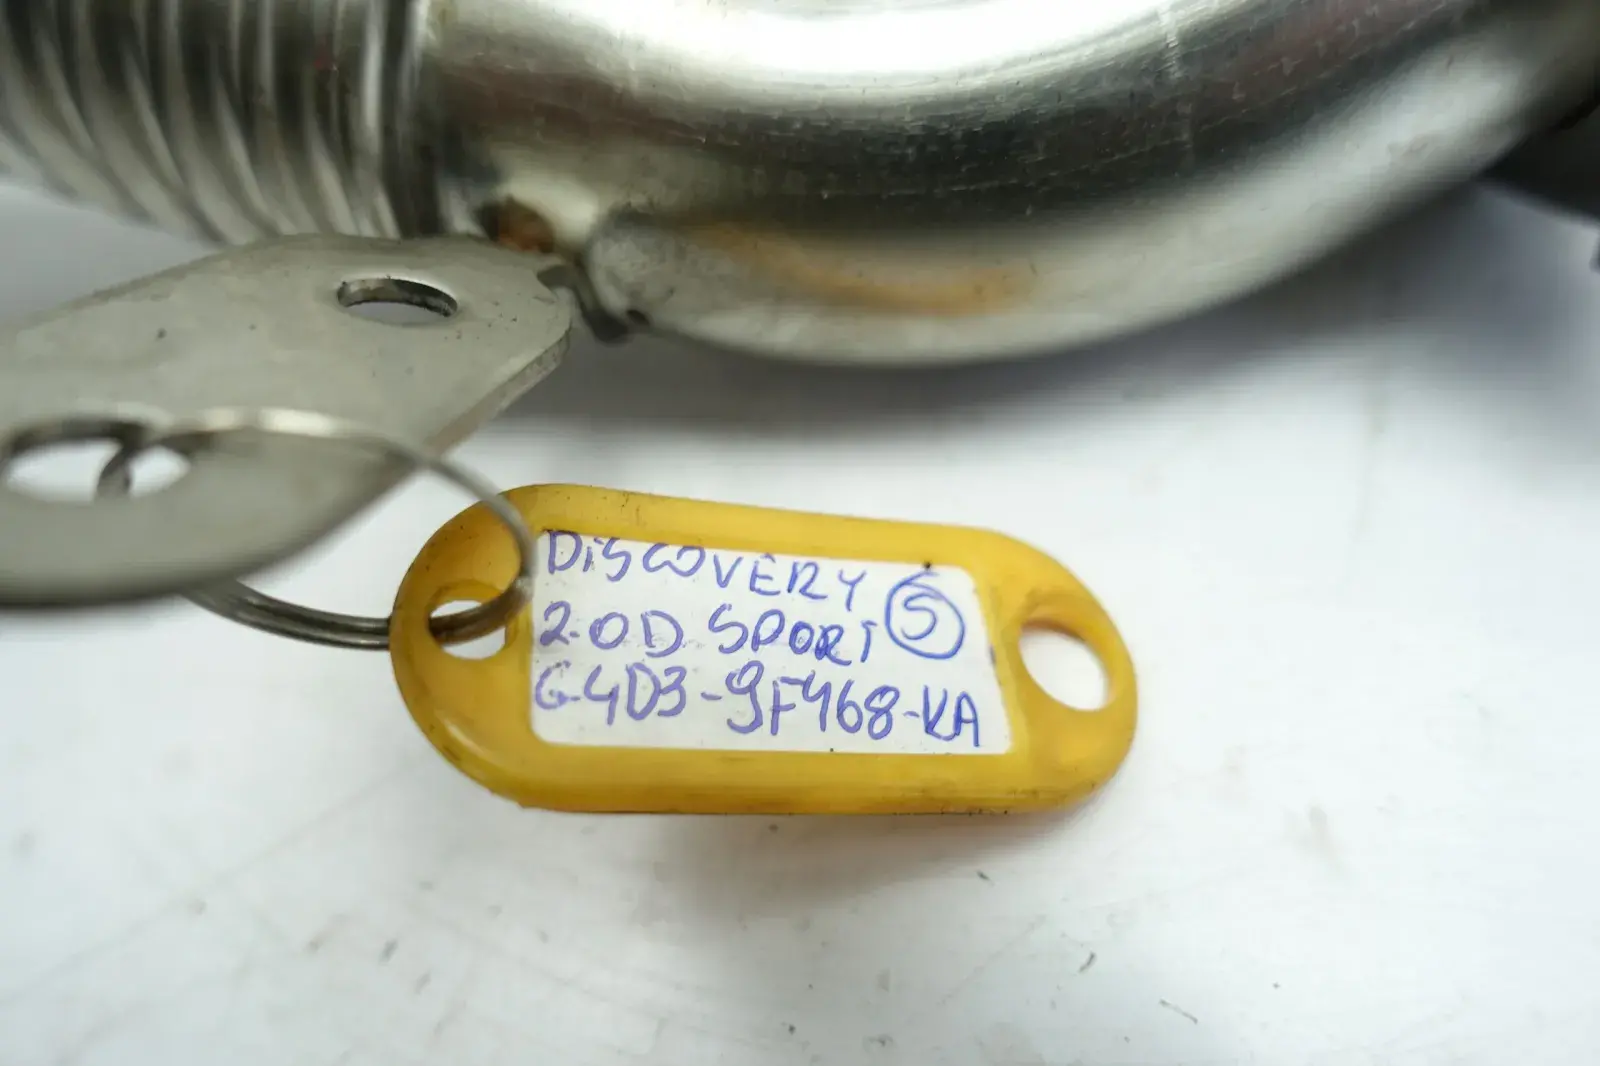 DiSCOVERY
2.0D SPORT 5
G4D3-9F468-KA